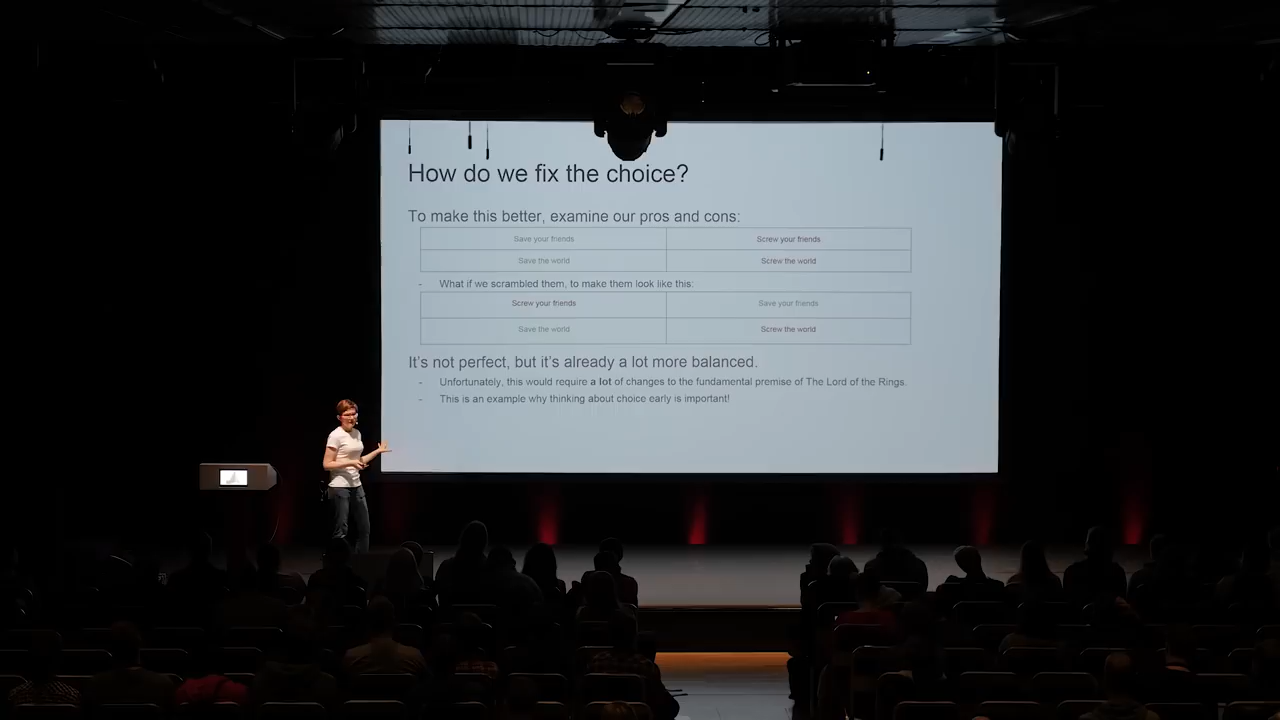 How do we fix the choice?
To make this better, examine our pros and cons:
Save your friends Screw your friends
Save the world Screw the world
- What if we scrambled them, to make them look like this:
Screw your friends Save your friends
Save the world Screw the world
It's not perfect, but it's already a lot more balanced.
- Unfortunately, this would require a lot of changes to the fundamental premise of The Lord of the Rings.
- This is an example why thinking about choice early is important!